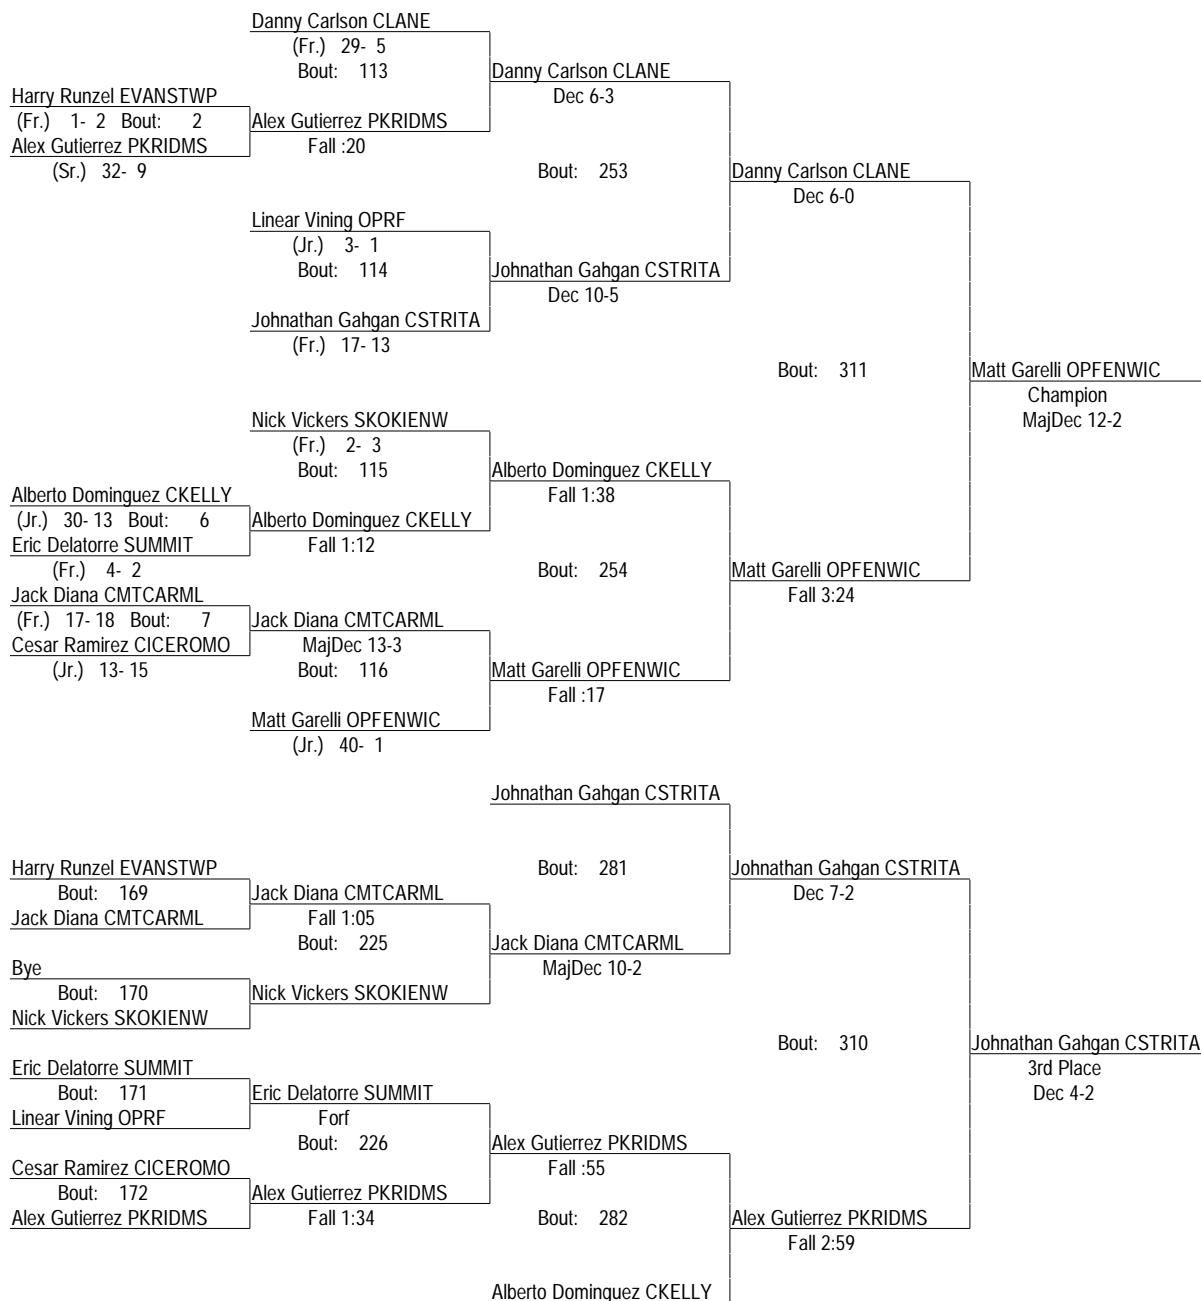 Danny Carlson CLANE
(Fr.) 29- 5
Bout: 113
Danny Carlson CLANE
Dec 6-3
Harry Runzel EVANSTWP
(Fr.) 1- 2 Bout: 2
Alex Gutierrez PKRIDMS
Alex Gutierrez PKRIDMS
Fall :20
(Sr.) 32- 9
Bout: 253
Danny Carlson CLANE
Dec 6-0
Linear Vining OPRF
(Jr.) 3- 1
Bout: 114
Johnathan Gahgan CSTRITA
Dec 10-5
Johnathan Gahgan CSTRITA
(Fr.) 17- 13
Bout: 311
Matt Garelli OPFENWIC
Champion
MajDec 12-2
Nick Vickers SKOKIENW
(Fr.) 2- 3
Bout: 115
Alberto Dominguez CKELLY
Fall 1:38
Alberto Dominguez CKELLY
(Jr.) 30- 13 Bout: 6
Alberto Dominguez CKELLY
Eric Delatorre SUMMIT
Fall 1:12
(Fr.) 4- 2
Bout: 254
Matt Garelli OPFENWIC
Fall 3:24
Jack Diana CMTCARML
(Fr.) 17- 18 Bout: 7
Jack Diana CMTCARML
Cesar Ramirez CICEROMO
MajDec 13-3
(Jr.) 13- 15
Bout: 116
Matt Garelli OPFENWIC
Fall :17
Matt Garelli OPFENWIC
(Jr.) 40- 1
Johnathan Gahgan CSTRITA
Harry Runzel EVANSTWP
Bout: 281
Johnathan Gahgan CSTRITA
Bout: 169
Jack Diana CMTCARML
Dec 7-2
Jack Diana CMTCARML
Fall 1:05
Bout: 225
Jack Diana CMTCARML
MajDec 10-2
Bye
Bout: 170
Nick Vickers SKOKIENW
Nick Vickers SKOKIENW
Bout: 310
Johnathan Gahgan CSTRITA
3rd Place
Dec 4-2
Eric Delatorre SUMMIT
Bout: 171
Eric Delatorre SUMMIT
Linear Vining OPRF
Forf
Bout: 226
Alex Gutierrez PKRIDMS
Fall :55
Cesar Ramirez CICEROMO
Bout: 172
Alex Gutierrez PKRIDMS
Alex Gutierrez PKRIDMS
Fall 1:34
Bout: 282
Alex Gutierrez PKRIDMS
Fall 2:59
Alberto Dominguez CKELLY